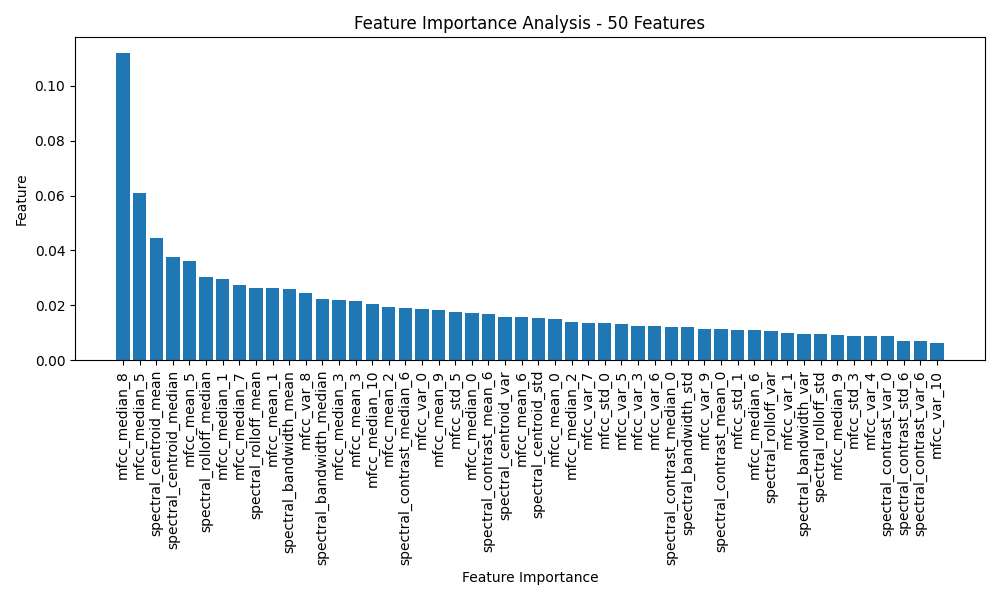 Feature Importance Analysis - 50 Features
Feature
0.10
0.08
0.06
0.04
0.02
0.00
mfcc_median_8
mfcc_median_5
spectral_centroid_mean
spectral_centroid_median
mfcc_mean_5
spectral_rolloff_median
mfcc_median_1
mfcc_median_7
spectral_rolloff_mean
mfcc_mean_1
spectral_bandwidth_mean
mfcc_var_8
spectral_bandwidth_median
mfcc_median_3
mfcc_mean_3
mfcc_median_10
mfcc_mean_2
spectral_contrast_median_6
mfcc_var_0
mfcc_mean_9
mfcc_std_5
mfcc_median_0
spectral_contrast_mean_6
spectral_centroid_var
mfcc_mean_6
spectral_centroid_std
mfcc_mean_0
mfcc_median_2
mfcc_var_7
mfcc_std_0
mfcc_var_5
mfcc_var_3
mfcc_var_6
spectral_contrast_median_0
spectral_bandwidth_std
mfcc_var_9
spectral_contrast_mean_0
mfcc_std_1
mfcc_median_6
spectral_rolloff_var
mfcc_var_1
spectral_bandwidth_var
spectral_rolloff_std
mfcc_median_9
mfcc_std_3
mfcc_var_4
spectral_contrast_var_0
spectral_contrast_std_6
spectral_contrast_var_6
mfcc_var_10
Feature Importance